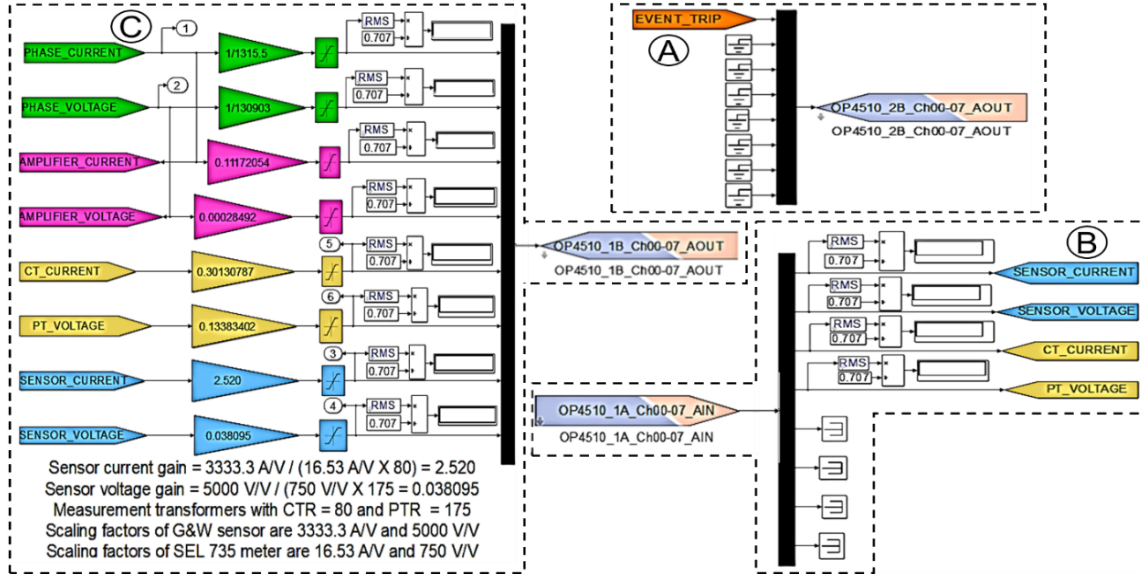 C
1
PHASE_CURRENT
1/1315.5
RMS
0.707
x
2
PHASE_VOLTAGE
1/130903
RMS
0.707
x
AMPLIFIER_CURRENT
0.11172054
RMS
0.707
x
AMPLIFIER_VOLTAGE
0.00028492
RMS
0.707
x
5
CT_CURRENT
0.30130787
RMS
0.707
x
6
PT_VOLTAGE
0.13383402
RMS
0.707
x
3
SENSOR_CURRENT
2.520
RMS
0.707
x
4
SENSOR_VOLTAGE
0.038095
RMS
0.707
x
Sensor current gain = 3333.3 A/V / (16.53 A/V X 80) = 2.520
Sensor voltage gain = 5000 V/V / (750 V/V X 175 = 0.038095
Measurement transformers with CTR = 80 and PTR = 175
Scaling factors of G&W sensor are 3333.3 A/V and 5000 V/V
Scaling factors of SEL 735 meter are 16.53 A/V and 750 V/V
OP4510_1B_Ch00-07_AOUT
OP4510_1B_Ch00-07_AOUT
EVENT_TRIP
A
OP4510_2B_Ch00-07_AOUT
OP4510_2B_Ch00-07_AOUT
OP4510_1A_Ch00-07_AIN
OP4510_1A_Ch00-07_AIN
B
RMS
0.707
x
SENSOR_CURRENT
RMS
0.707
x
SENSOR_VOLTAGE
RMS
0.707
x
CT_CURRENT
RMS
0.707
x
PT_VOLTAGE